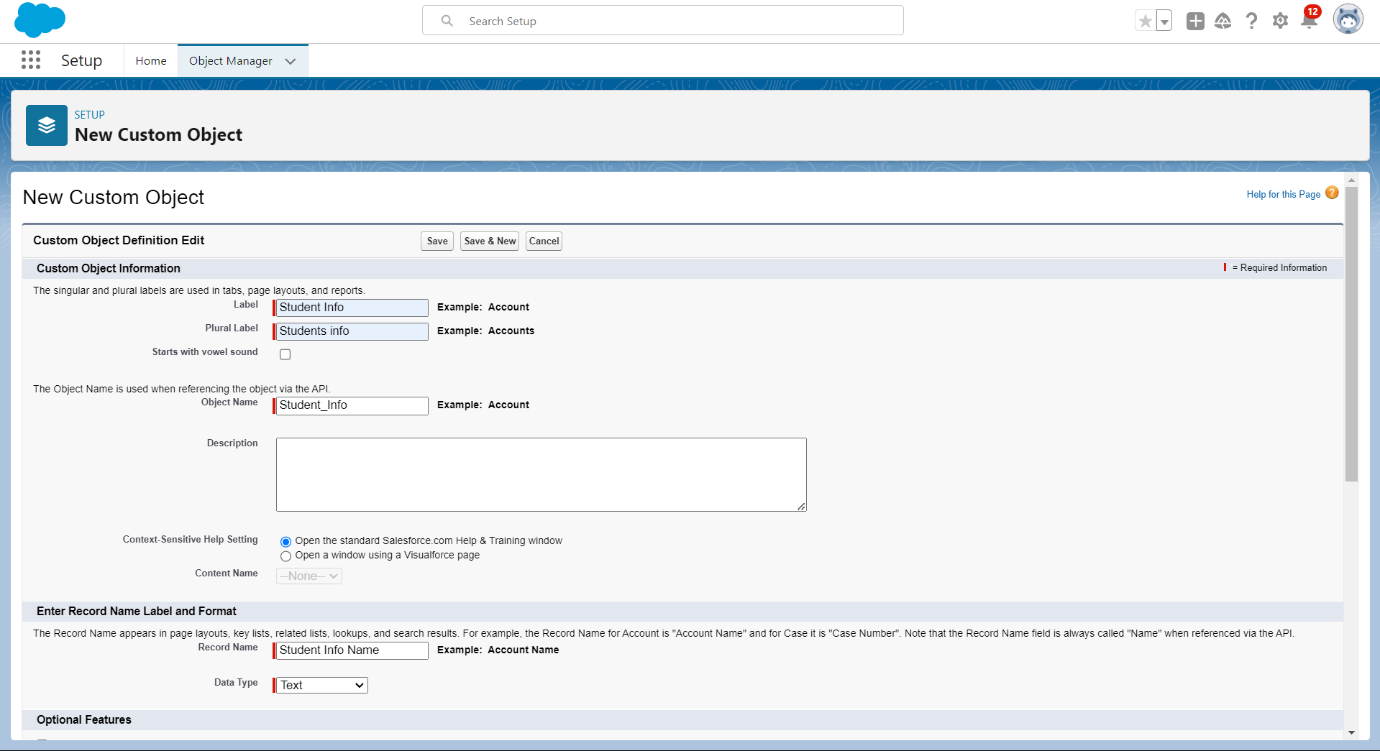 Search Setup
12
Setup
Home
Object Manager
SETUP
New Custom Object
New Custom Object
Help for this Page ?
Custom Object Definition Edit
Save
Save & New
Cancel
Custom Object Information
= Required Information
The singular and plural labels are used in tabs, page layouts, and reports.
Label
Student Info
Example: Account
Plural Label
Students info
Example: Accounts
Starts with vowel sound
The Object Name is used when referencing the object via the API.
Object Name
Student_Info
Example: Account
Description
Context-Sensitive Help Setting
Open the standard Salesforce.com Help & Training window
Open a window using a Visualforce page
Content Name
--None--
Enter Record Name Label and Format
The Record Name appears in page layouts, key lists, related lists, lookups, and search results. For example, the Record Name for Account is "Account Name" and for Case it is "Case Number". Note that the Record Name field is always called "Name" when referenced via the API.
Record Name
Student Info Name
Example: Account Name
Data Type
Text
Optional Features